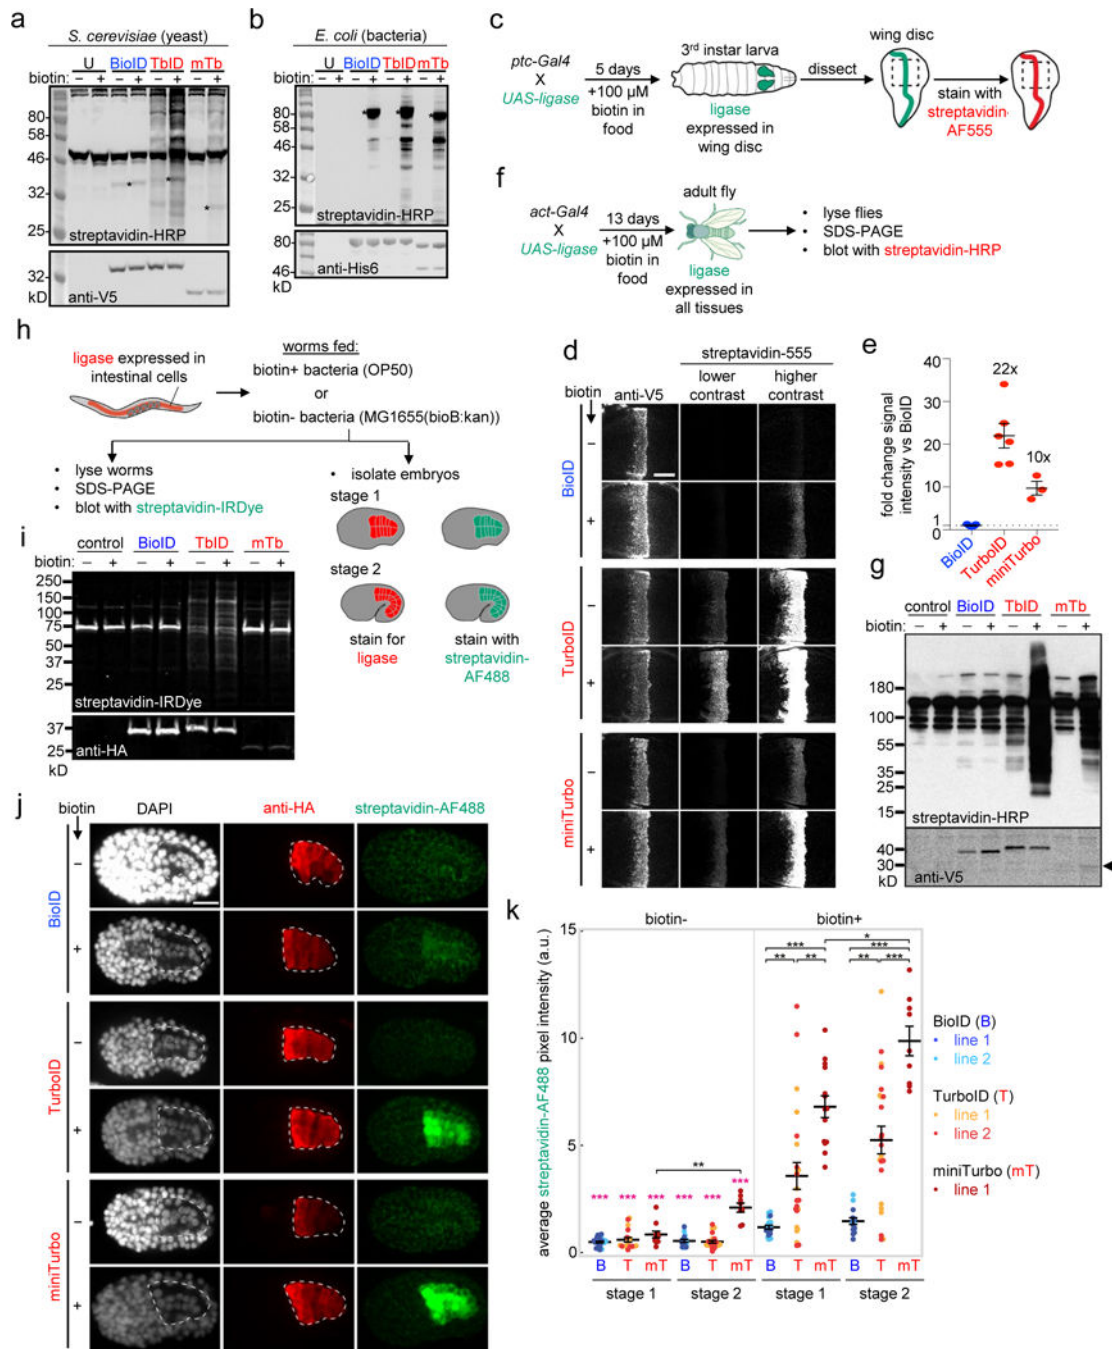 a
S. cerevisiae (yeast)
U BioID TbID mTb
biotin: – + – + – + – +
80
58
46
32
25
streptavidin-HRP
32
kD
anti-V5
b
E. coli (bacteria)
U BioID TbID mTb
biotin: – + – + – + – +
80
58
46
32
25
streptavidin-HRP
80
46
kD
anti-His6
c
ptc-Gal4
X
UAS-ligase
5 days
+100 µM
biotin in
food
3rd instar larva
ligase
expressed in
wing disc
dissect
wing disc
stain with
streptavidin-
AF555
f
act-Gal4
X
UAS-ligase
13 days
+100 µM
biotin in
food
adult fly
ligase
expressed in
all tissues
• lyse flies
• SDS-PAGE
• blot with streptavidin-HRP
h
ligase expressed in
intestinal cells
worms fed:
biotin+ bacteria (OP50)
or
biotin- bacteria (MG1655(bioB:kan))
• lyse worms
• SDS-PAGE
• blot with streptavidin-IRDye
• isolate embryos
stage 1
stage 2
stain for
ligase
stain with
streptavidin-
AF488
d
streptavidin-555
biotin
anti-V5
lower
contrast
higher
contrast
BioID
–
+
TurboID
–
+
miniTurbo
–
+
e
fold change signal
intensity vs BioID
40
30
20
10
1
22x
10x
BioID
TurboID
miniTurbo
i
control BioID TbID mTb
biotin: – + – + – + – +
250
150
100
75
50
37
25
streptavidin-IRDye
37
25
kD
anti-HA
g
control BioID TbID mTb
biotin: – + – + – + – +
180
100
55
35
25
15
streptavidin-HRP
40
30
kD
anti-V5
j
biotin
DAPI
anti-HA
streptavidin-AF488
BioID
–
+
TurboID
–
+
miniTurbo
–
+
k
biotin-
biotin+
average streptavidin-AF488 pixel intensity (a.u.)
15
10
5
0
*** *** *** *** *** ***
**
*** ** **
*
*** ** ***
B T mT B T mT B T mT B T mT
stage 1 stage 2 stage 1 stage 2
BioID (B)
line 1
line 2
TurboID (T)
line 1
line 2
miniTurbo (mT)
line 1